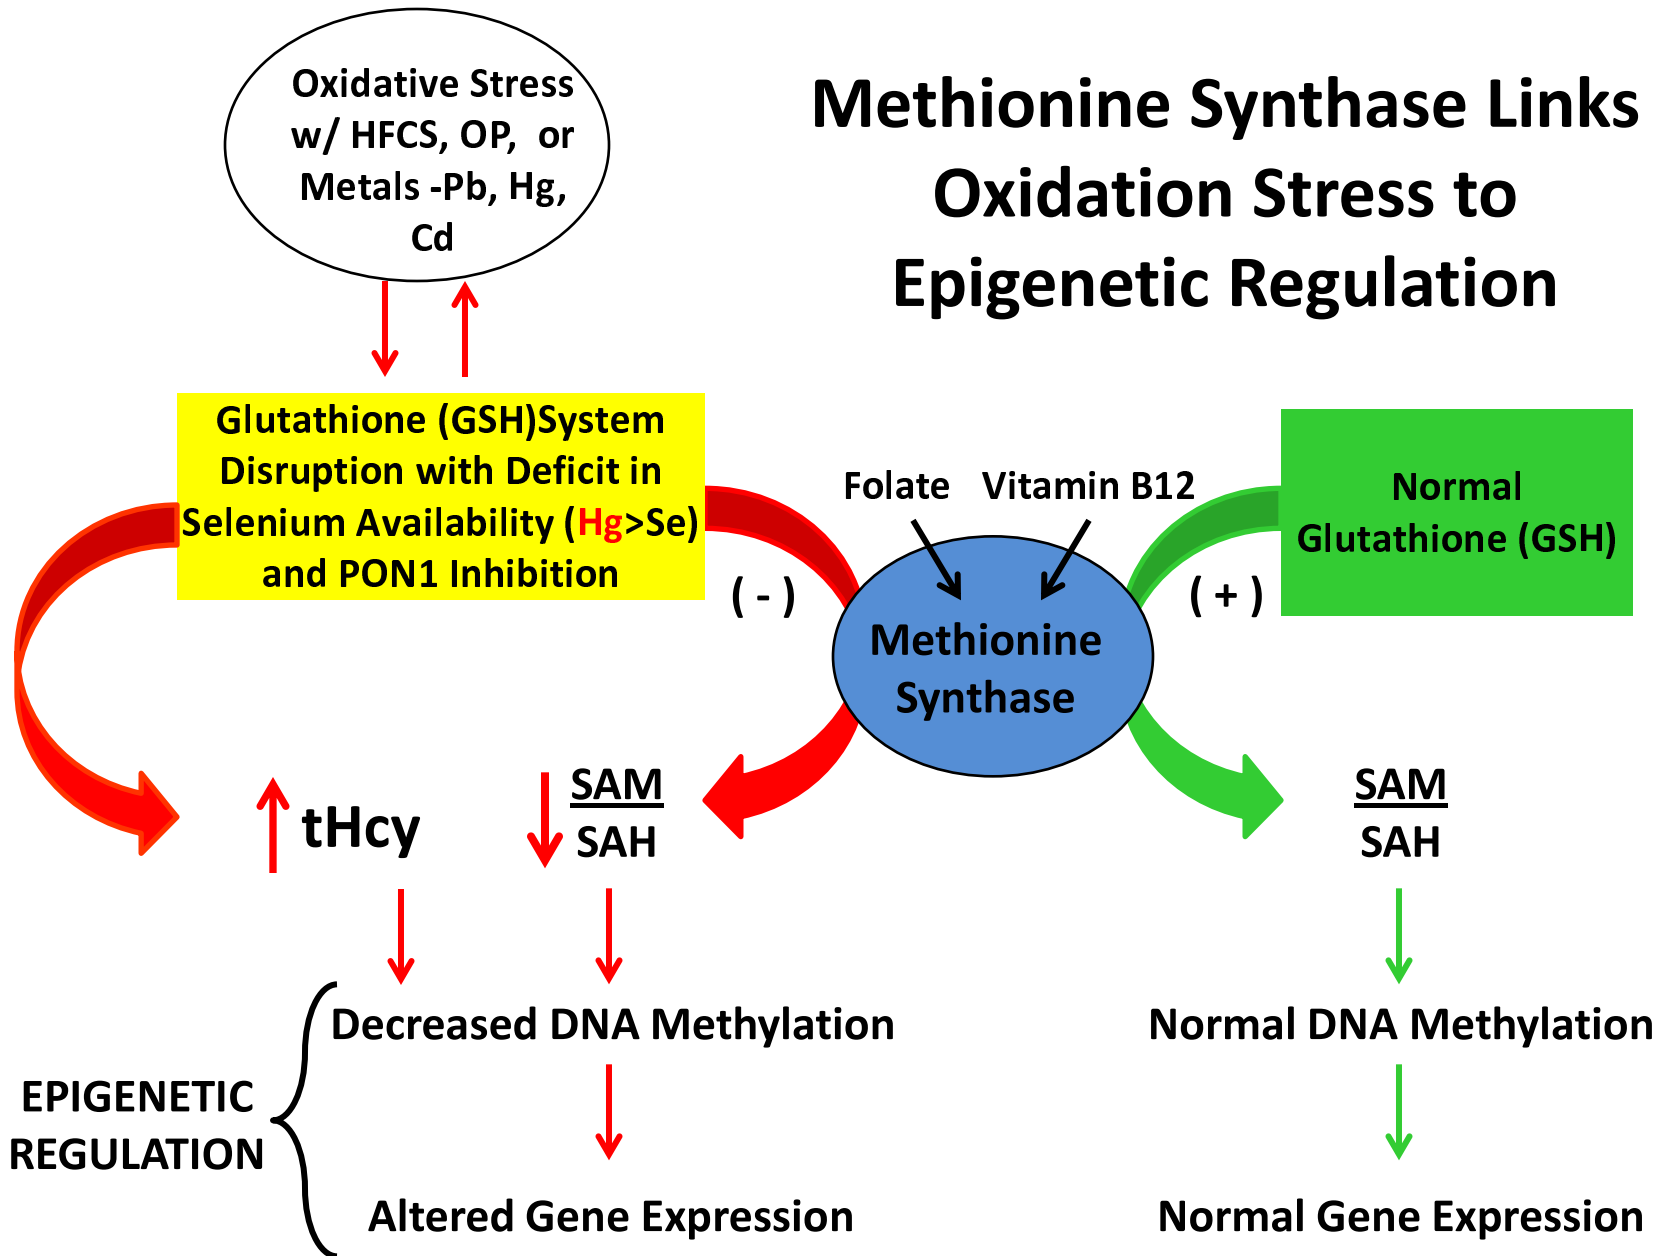 Oxidative Stress
w/ HFCS, OP,  or
Metals -Pb, Hg,
Cd
Methionine Synthase Links
Oxidation Stress to
Epigenetic Regulation
Glutathione (GSH)System
Disruption with Deficit in
Selenium Availability (Hg>Se)
and PON1 Inhibition
Folate
Vitamin B12
Normal
Glutathione (GSH)
( - )
( + )
Methionine
Synthase
tHcy
SAM
SAH
SAM
SAH
Decreased DNA Methylation
Normal DNA Methylation
EPIGENETIC
REGULATION
Altered Gene Expression
Normal Gene Expression